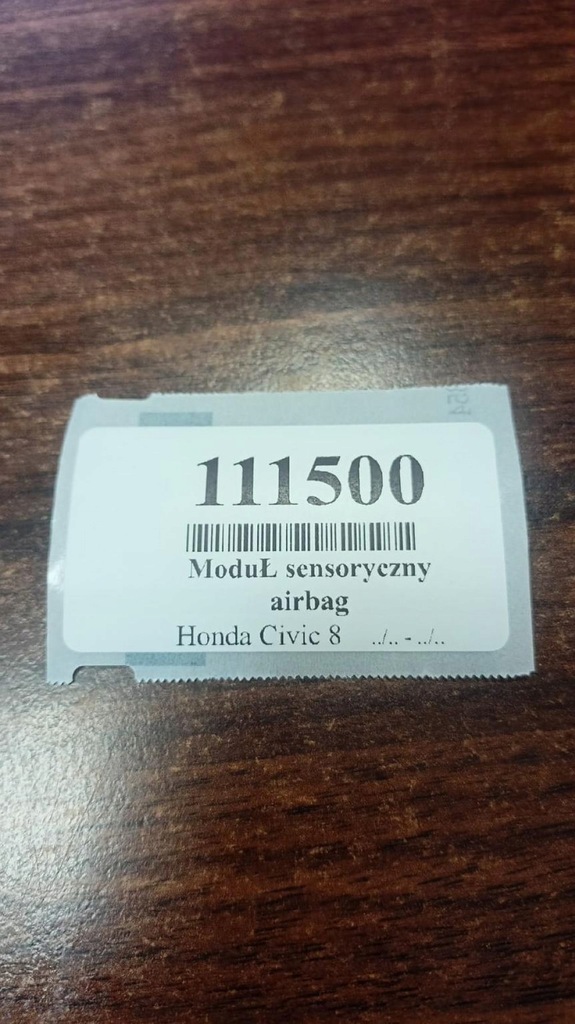 111500
ModuŁ sensoryczny
airbag
Honda Civic 8 ../.. - ../..